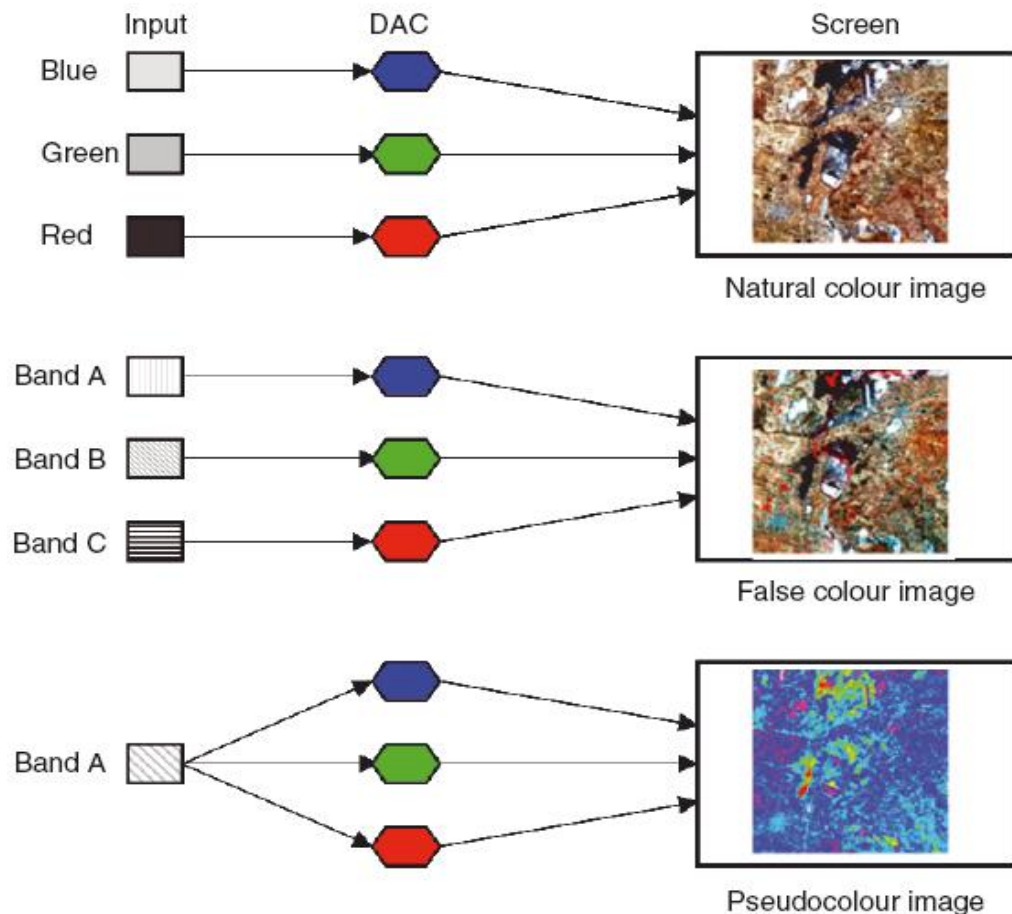 Input DAC Screen
Blue
Green
Red
Natural colour image
Band A
Band B
Band C
False colour image
Band A
Pseudocolour image